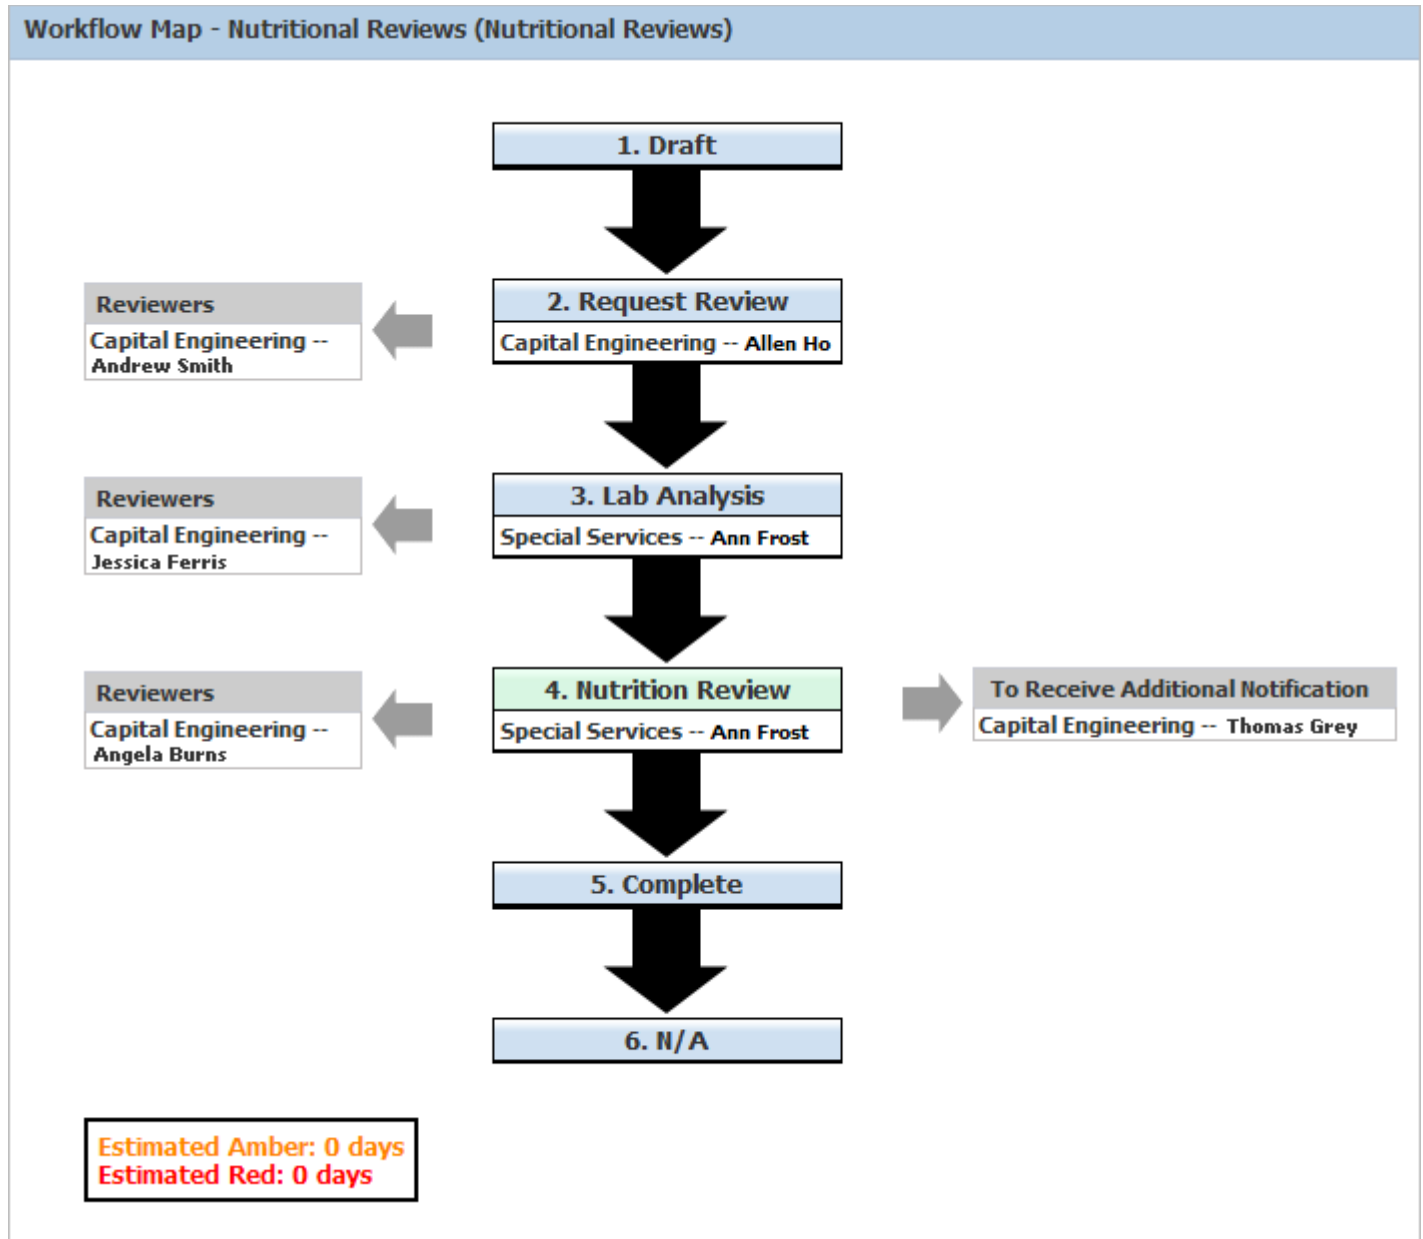 Workflow Map - Nutritional Reviews (Nutritional Reviews)
1. Draft
Reviewers
Capital Engineering --
Andrew Smith
2. Request Review
Capital Engineering -- Allen Ho
Reviewers
Capital Engineering --
Jessica Ferris
3. Lab Analysis
Special Services -- Ann Frost
Reviewers
Capital Engineering --
Angela Burns
4. Nutrition Review
Special Services -- Ann Frost
To Receive Additional Notification
Capital Engineering -- Thomas Grey
5. Complete
6. N/A
Estimated Amber: 0 days
Estimated Red: 0 days